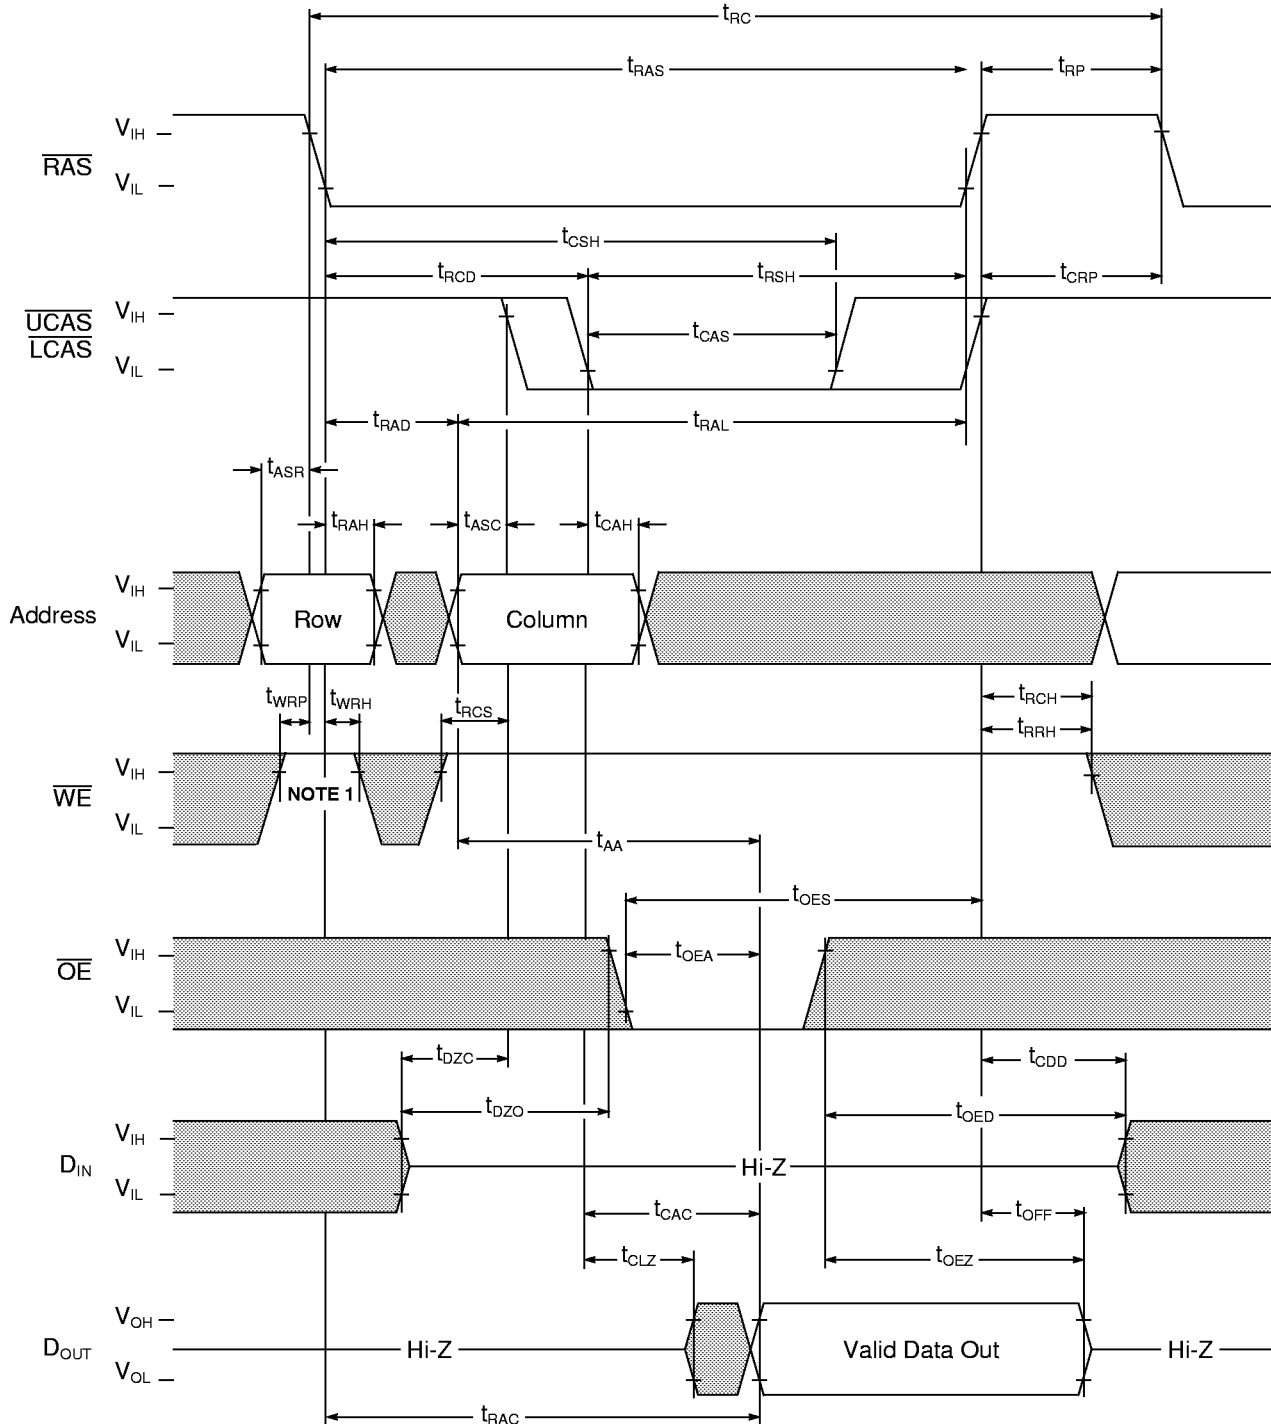 tRC
tRAS
tRP
VIH
RAS
VIL
tCSH
tRCD
tRSH
tCRP
VIH
UCAS
LCAS
tCAS
VIL
tRAD
tRAL
tASR
tRAH
tASC
tCAH
VIH
Address
Row
Column
VIL
tWRP
tWRH
tRCS
tRCH
tRRH
VIH
WE
NOTE 1
VIL
tAA
tOES
VIH
OE
tOEA
VIL
tDZC
tCDD
tDZO
tOED
VIH
DIN
Hi-Z
VIL
tCAC
tOFF
tCLZ
tOEZ
VOH
DOUT
Hi-Z
Valid Data Out
Hi-Z
VOL
tRAC